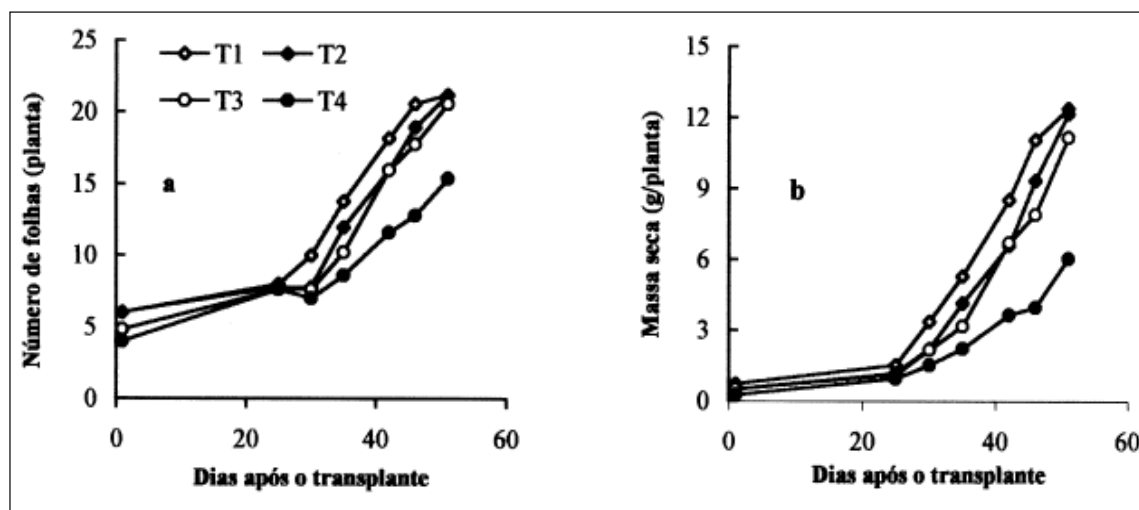 25
20
15
10
5
0
Número de folhas (planta)
T1 T2
T3 T4
a
0 20 40 60
Dias após o transplante
15
12
9
6
3
0
Massa seca (g/planta)
b
0 20 40 60
Dias após o transplante